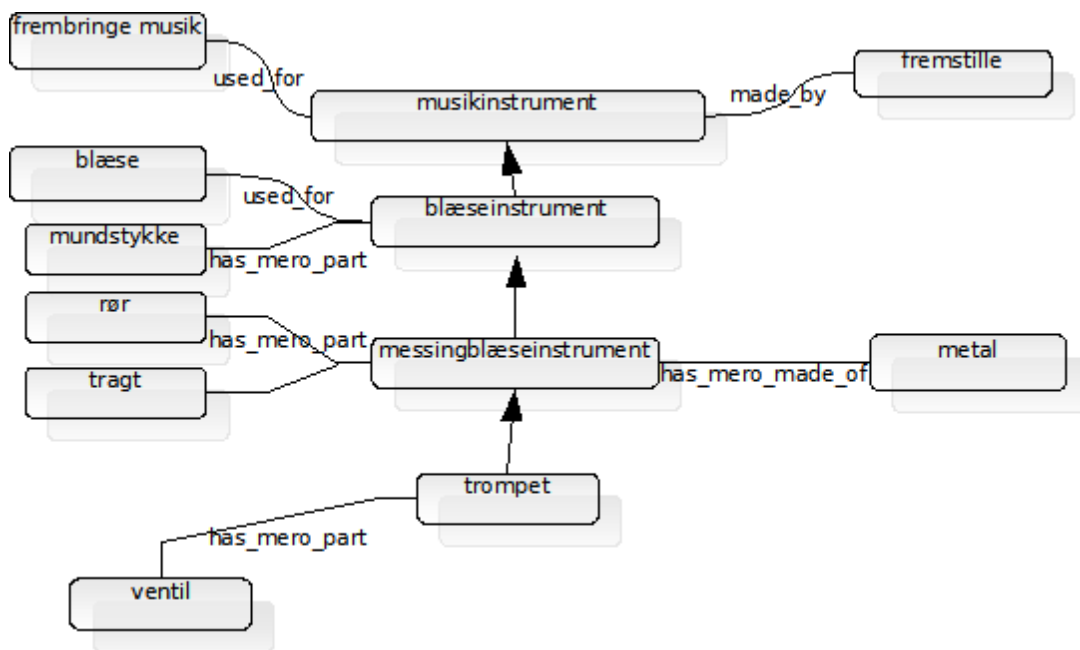 frembringe musik
fremstille
used_for
made_by
musikinstrument
blæse
used_for
blæseinstrument
mundstykke
has_mero_part
rør
has_mero_part
messingblæseinstrument
metal
has_mero_made_of
tragt
trompet
has_mero_part
ventil